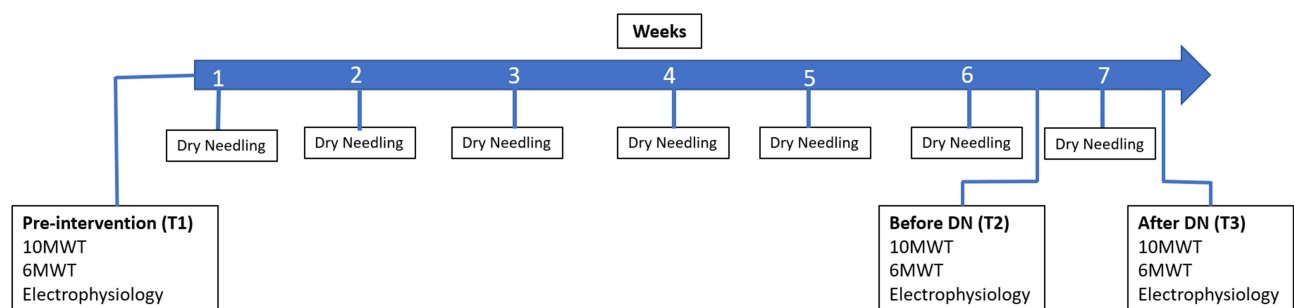 Weeks
1
2
3
4
5
6
7
Dry Needling
Dry Needling
Dry Needling
Dry Needling
Dry Needling
Dry Needling
Dry Needling
Pre-intervention (T1)
10MWT
6MWT
Electrophysiology
Before DN (T2)
10MWT
6MWT
Electrophysiology
After DN (T3)
10MWT
6MWT
Electrophysiology